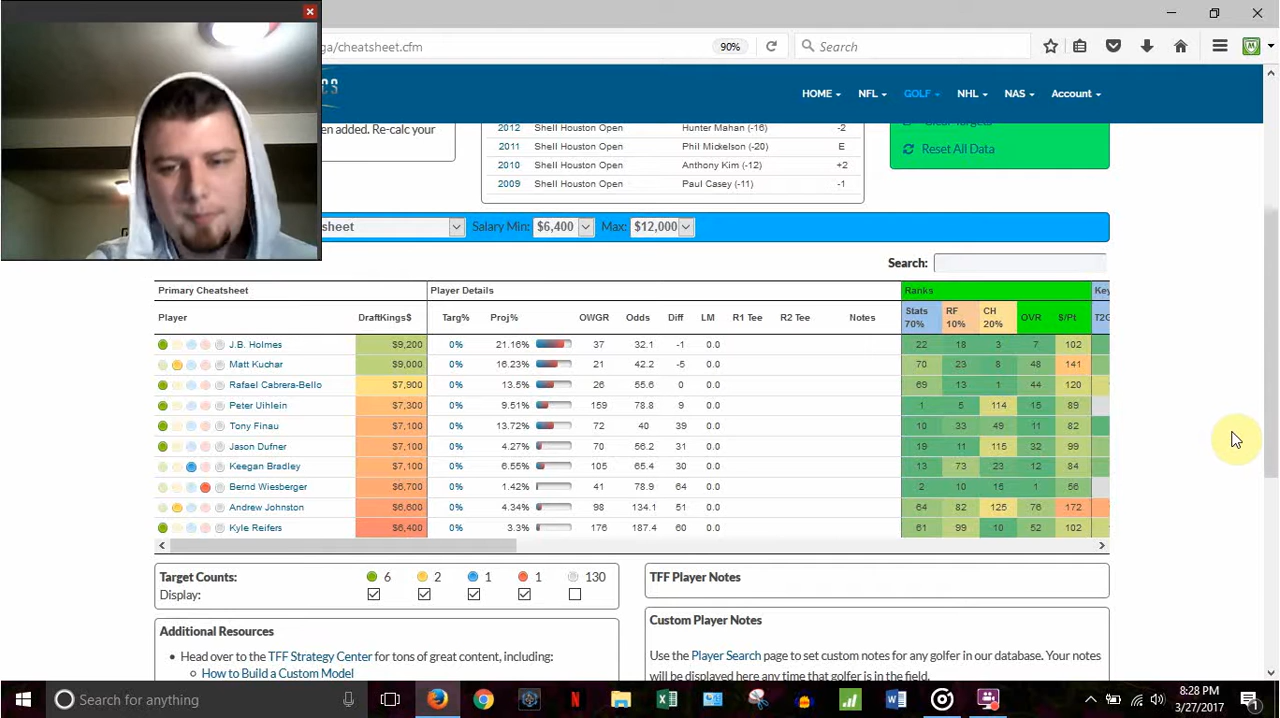 ga/cheatsheet.cfm 90% Search
CS
HOME NFL GOLF NHL NAS Account
en added. Re-calc your
2012 Shell Houston Open Hunter Mahan (-16) -2
2011 Shell Houston Open Phil Mickelson (-20) E
2010 Shell Houston Open Anthony Kim (-12) +2
2009 Shell Houston Open Paul Casey (-11) -1
Reset All Data
sheet Salary Min: $6,400 Max: $12,000
Search:
Primary Cheatsheet Player Details Ranks Key
Player DraftKings$ Targ% Proj% OWGR Odds Diff LM R1 Tee R2 Tee Notes Stats 70% RF 10% CH 20% OVR $/Pt T2G
J.B. Holmes $9,200 0% 21.16% 37 32.1 -1 0.0 22 18 3 7 102
Matt Kuchar $9,000 0% 16.23% 21 42.2 -5 0.0 70 23 8 48 141
Rafael Cabrera-Bello $7,900 0% 13.5% 26 55.6 0 0.0 69 13 1 44 120
Peter Uihlein $7,300 0% 9.51% 159 78.8 9 0.0 1 5 114 15 89
Tony Finau $7,100 0% 13.72% 72 40 39 0.0 10 33 49 11 82
Jason Dufner $7,100 0% 4.27% 70 56.2 31 0.0 19 11 115 32 99
Keegan Bradley $7,100 0% 6.55% 105 65.4 30 0.0 13 73 23 12 84
Bernd Wiesberger $6,700 0% 1.42% 41 78.9 64 0.0 2 10 16 1 56
Andrew Johnston $6,600 0% 4.34% 98 134.1 51 0.0 64 82 125 76 172
Kyle Reifers $6,400 0% 3.3% 176 187.4 60 0.0 61 99 10 52 102
Target Counts: 6 2 1 1 130
Display:
TFF Player Notes
Additional Resources
Head over to the TFF Strategy Center for tons of great content, including:
How to Build a Custom Model
Custom Player Notes
Use the Player Search page to set custom notes for any golfer in our database. Your notes
will be displayed here any time that golfer is in the field.
Search for anything
8:28 PM
3/27/2017